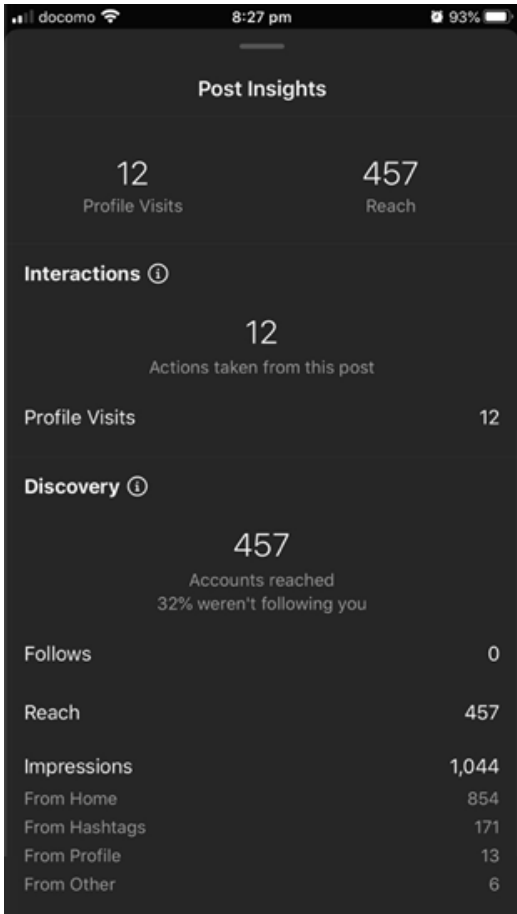 docomo 8:27 pm 93%
Post Insights
12 457
Profile Visits Reach
Interactions
12
Actions taken from this post
Profile Visits 12
Discovery
457
Accounts reached
32% weren't following you
Follows 0
Reach 457
Impressions 1,044
From Home 854
From Hashtags 171
From Profile 13
From Other 6